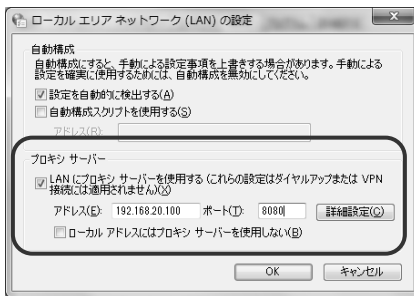 ローカル エリア ネットワーク (LAN) の設定
自動構成
自動構成にすると、手動による設定事項を上書きする場合があります。手動による
設定を確実に使用するためには、自動構成を無効にしてください。
設定を自動的に検出する(A)
自動構成スクリプトを使用する(S)
アドレス(R):
プロキシ サーバー
LAN にプロキシ サーバーを使用する (これらの設定はダイヤルアップまたは VPN
接続には適用されません)(X)
アドレス(E): 192.168.20.100 ポート(T): 8080 詳細設定(C)
ローカル アドレスにはプロキシ サーバーを使用しない(B)
OK キャンセル